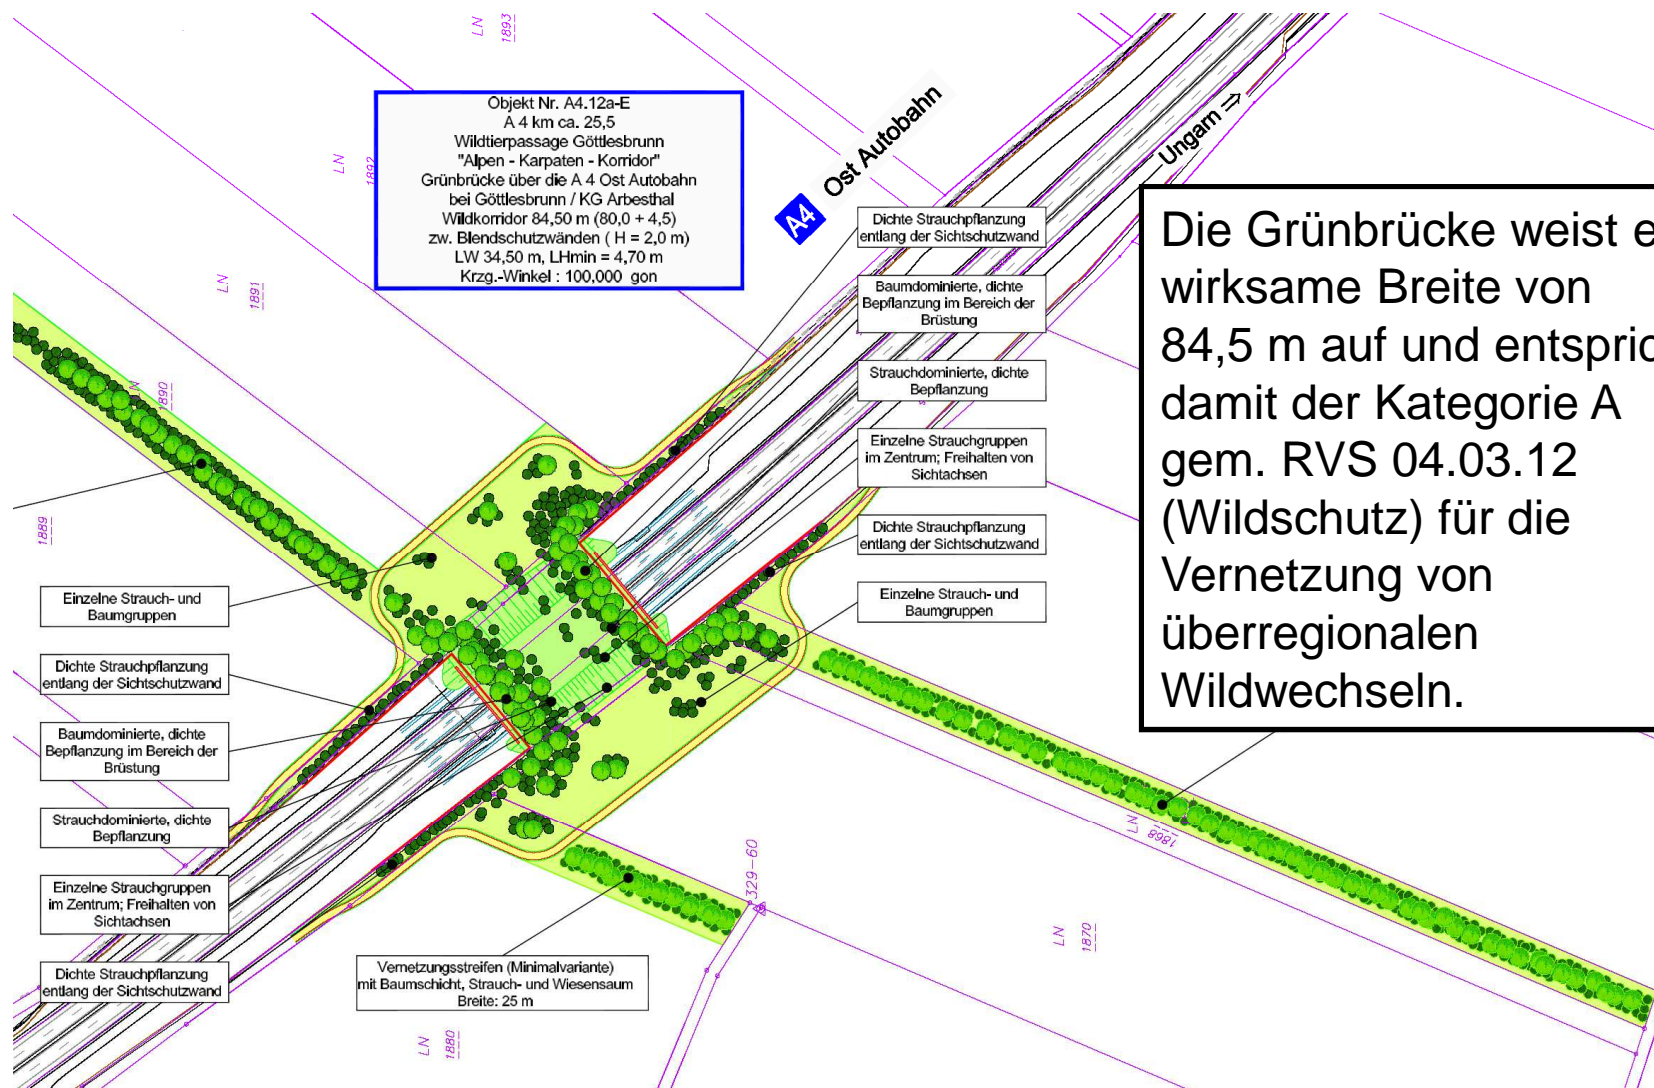 LN
1893
Objekt Nr. A4.12a-E
A 4 km ca. 25,5
Wildtierpassage Göttlesbrunn
"Alpen - Karpaten - Korridor"
Grünbrücke über die A 4 Ost Autobahn
bei Göttlesbrunn / KG Arbesthal
Wildkorridor 84,50 m (80,0 + 4,5)
zw. Blendschutzwänden ( H = 2,0 m)
LW 34,50 m, LHmin = 4,70 m
Krzg.-Winkel : 100,000 gon
LN
1892
A4 Ost Autobahn
Ungarn ⇒
LN
1891
LN
1890
1889
Dichte Strauchpflanzung
entlang der Sichtschutzwand
Baumdominierte, dichte
Bepflanzung im Bereich der
Brüstung
Strauchdominierte, dichte
Bepflanzung
Einzelne Strauchgruppen
im Zentrum; Freihalten von
Sichtachsen
Dichte Strauchpflanzung
entlang der Sichtschutzwand
Einzelne Strauch- und
Baumgruppen
Die Grünbrücke weist e
wirksame Breite von
84,5 m auf und entspric
damit der Kategorie A
gem. RVS 04.03.12
(Wildschutz) für die
Vernetzung von
überregionalen
Wildwechseln.
Einzelne Strauch- und
Baumgruppen
Dichte Strauchpflanzung
entlang der Sichtschutzwand
Baumdominierte, dichte
Bepflanzung im Bereich der
Brüstung
Strauchdominierte, dichte
Bepflanzung
Einzelne Strauchgruppen
im Zentrum; Freihalten von
Sichtachsen
Dichte Strauchpflanzung
entlang der Sichtschutzwand
Vernetzungsstreifen (Minimalvariante)
mit Baumschicht, Strauch- und Wiesensaum
Breite: 25 m
329-60
LN
1868
LN
1870
LN
1880